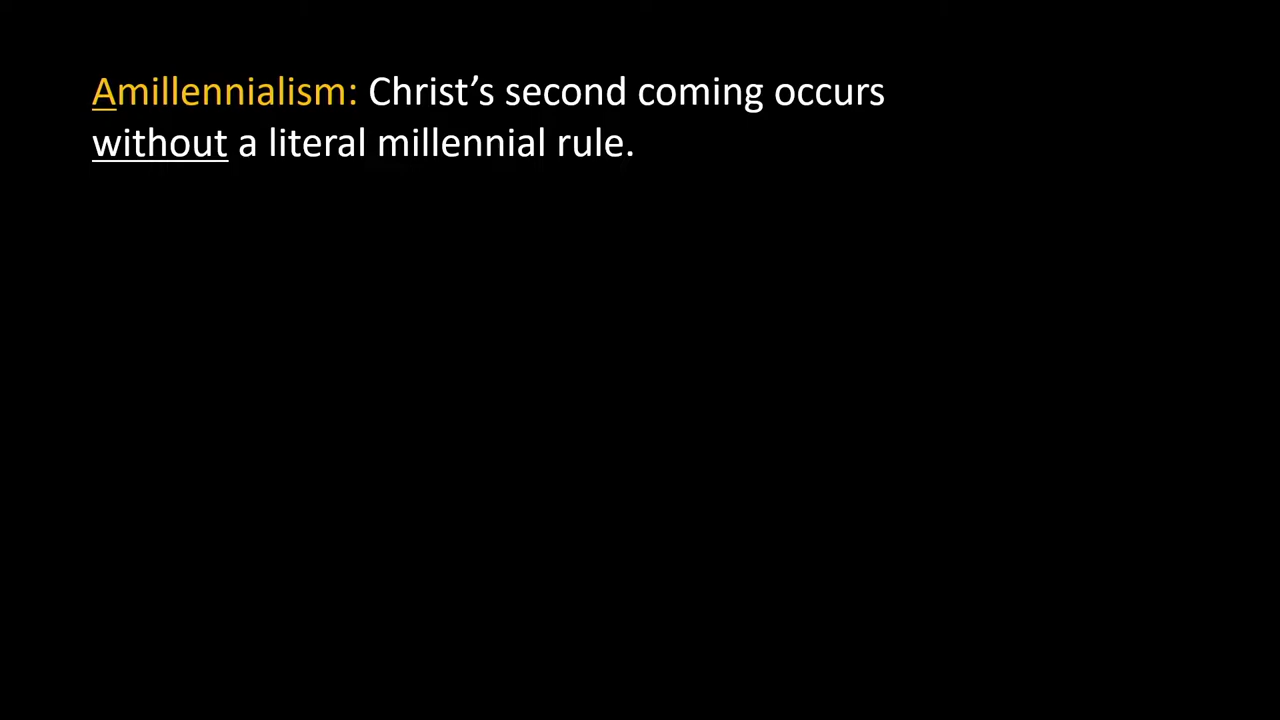 Amillennialism: Christ’s second coming occurs
without a literal millennial rule.